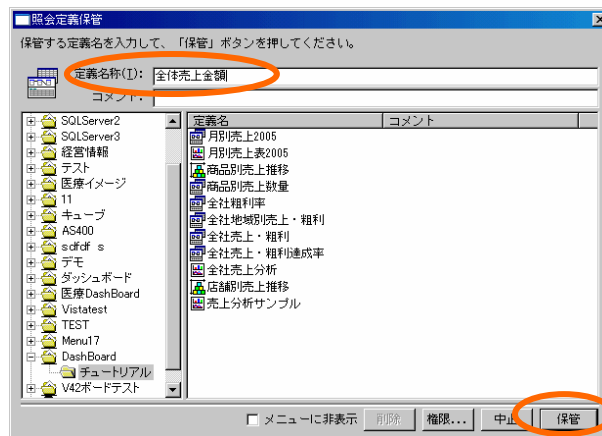 照会定義保管
保管する定義名を入力して、「保管」ボタンを押してください。
定義名称(I): 全体売上金額
コメント:
SQLServer2
SQLServer3
経営情報
テスト
医療イメージ
11
キューブ
AS400
sdfdf s
デモ
ダッシュボード
医療DashBoard
Vistatest
TEST
Menu17
DashBoard
チュートリアル
V42ボードテスト
定義名 コメント
月別売上2005
月別売上表2005
商品別売上推移
商品別売上数量
全社粗利率
全社地域別売上・粗利
全社売上・粗利
全社売上・粗利達成率
全社売上分析
店舗別売上推移
売上分析サンプル
メニューに非表示 削除 権限... 中止 保管